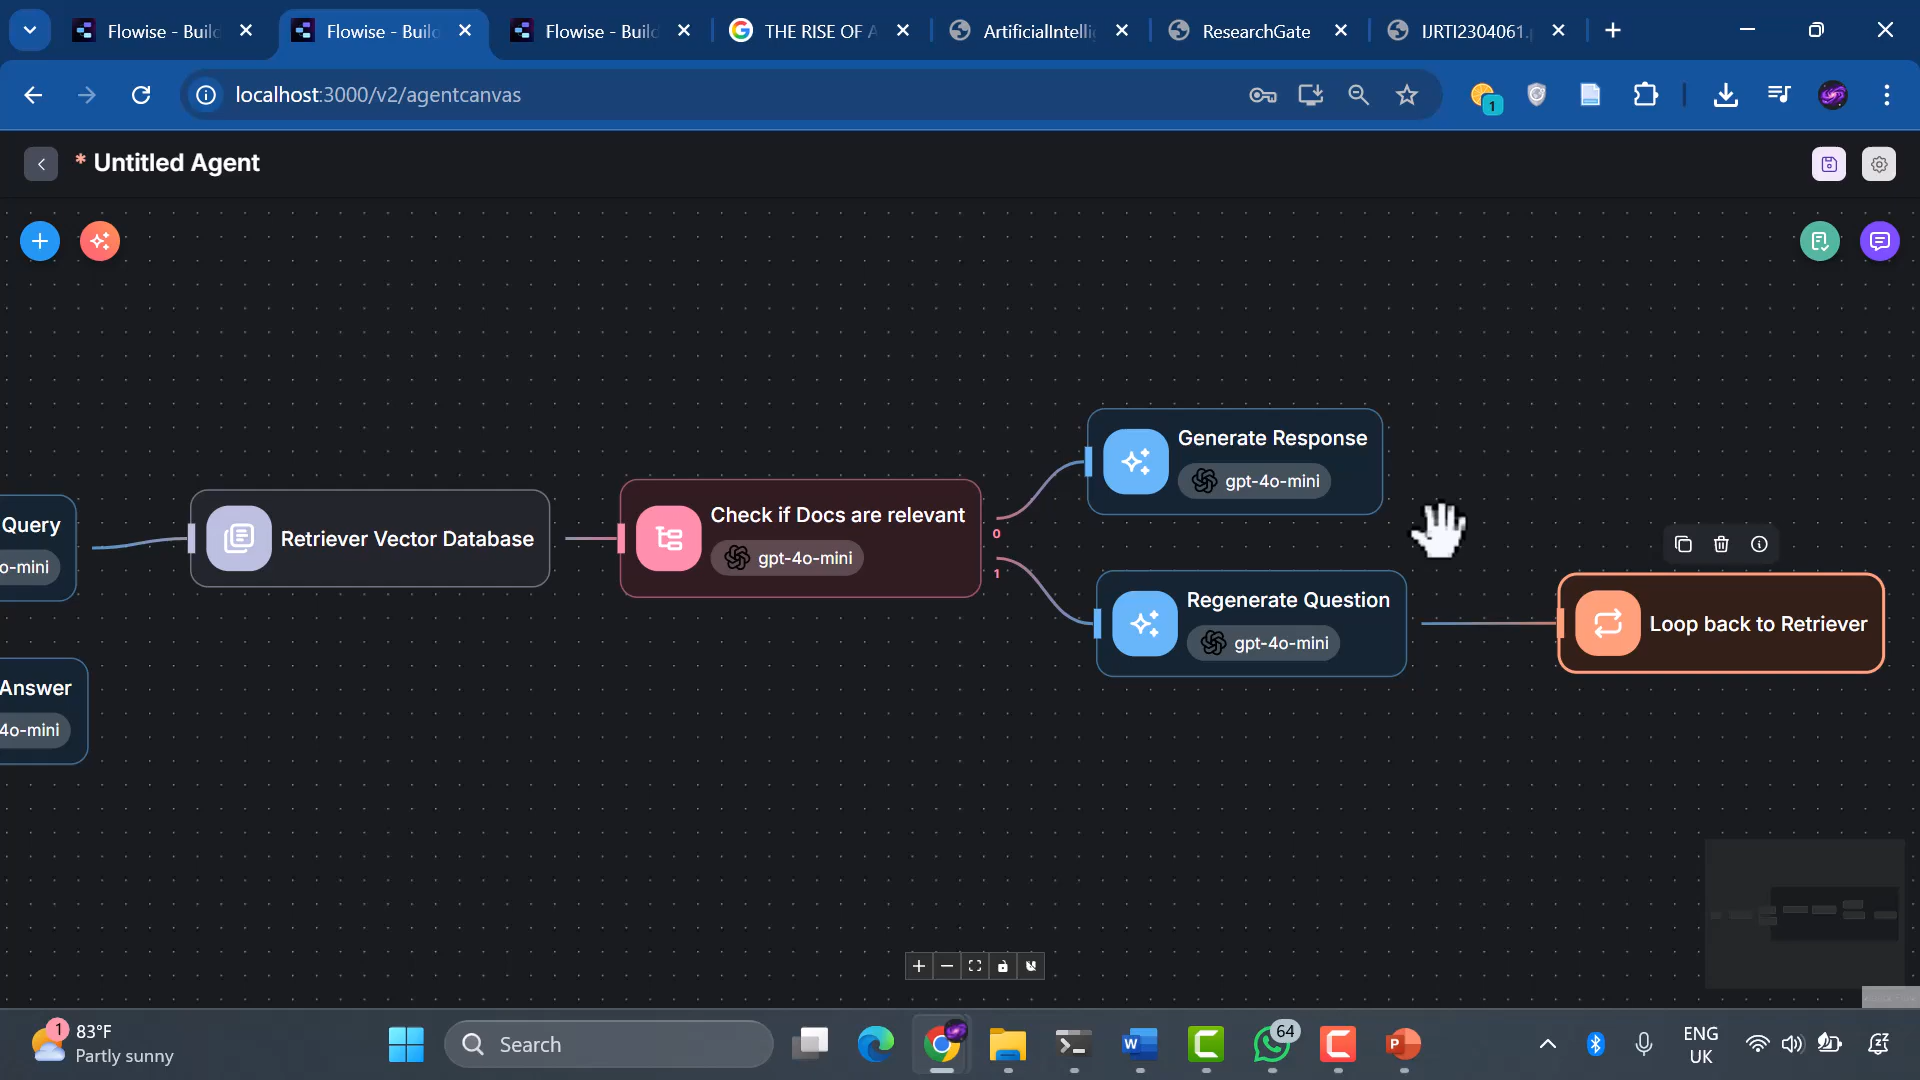 Flowise - Build
Flowise - Build
Flowise - Build
THE RISE OF A
ArtificialIntelli
ResearchGate
IJRTI2304061.p
localhost:3000/v2/agentcanvas
1
* Untitled Agent
Query
o-mini
Answer
4o-mini
Retriever Vector Database
Check if Docs are relevant
gpt-4o-mini
0
1
Generate Response
gpt-4o-mini
Regenerate Question
gpt-4o-mini
Loop back to Retriever
1
83°F
Partly sunny
Search
64
ENG
UK